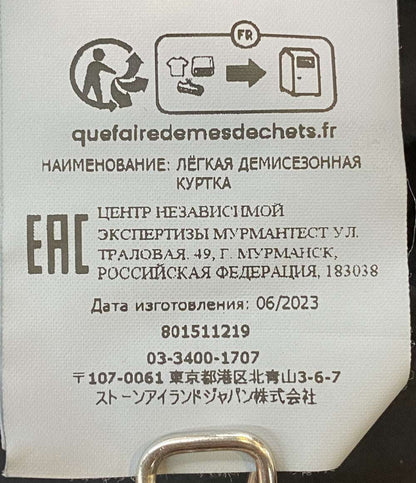 FR
quefairedemesdechets.fr
НАИМЕНОВАНИЕ: ЛЁГКАЯ ДЕМИСЕЗОННАЯ
КУРТКА
EAC
ЦЕНТР НЕЗАВИСИМОЙ
ЭКСПЕРТИЗЫ МУРМАНТЕСТ УЛ.
ТРАЛОВАЯ. 49, Г. МУРМАНСК,
РОССИЙСКАЯ ФЕДЕРАЦИЯ, 183038
Дата изготовления: 06/2023
801511219
03-3400-1707
〒107-0061 東京都港区北青山3-6-7
ストーンアイランドジャパン株式会社